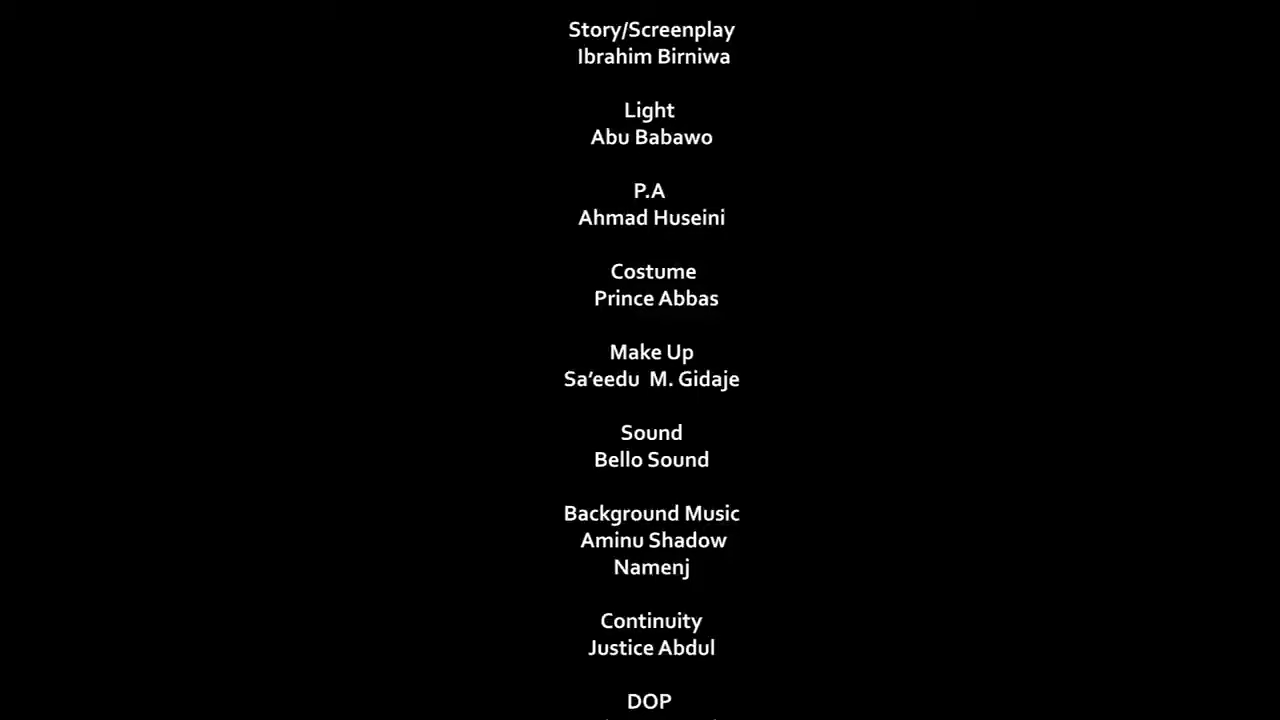 Story/Screenplay
Ibrahim Birniwa
Light
Abu Babawo
P.A
Ahmad Huseini
Costume
Prince Abbas
Make Up
Sa’eedu  M. Gidaje
Sound
Bello Sound
Background Music
Aminu Shadow
Namenj
Continuity
Justice Abdul
DOP